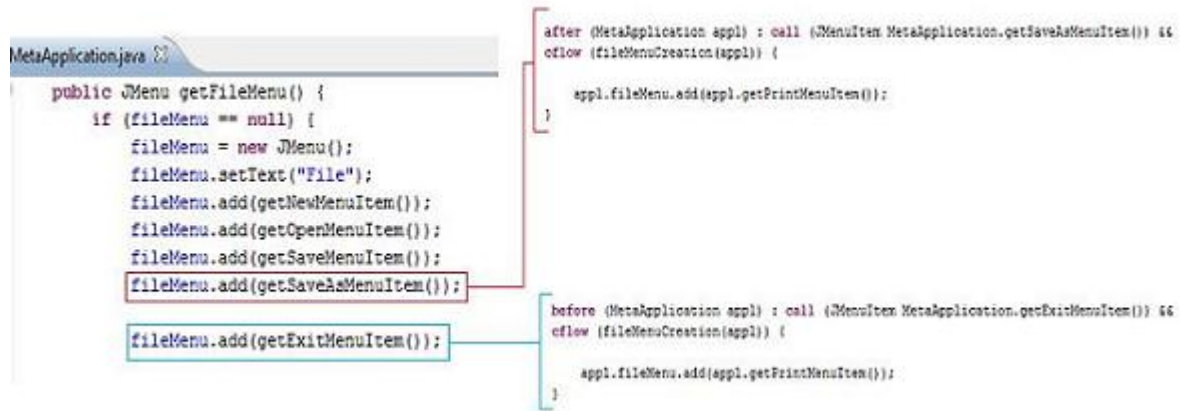 MetaApplication.java
public JMenu getFileMenu() {
if (fileMenu == null) {
fileMenu = new JMenu();
fileMenu.setText("File");
fileMenu.add(getNewMenuItem());
fileMenu.add(getOpenMenuItem());
fileMenu.add(getSaveMenuItem());
fileMenu.add(getSaveAsMenuItem());
fileMenu.add(getExitMenuItem());
after (MetaApplication appl) : call (JMenuItem MetaApplication.getSaveAsMenuItem()) &&
cflow (fileMenuCreation(appl)) {
appl.fileMenu.add(appl.getPrintMenuItem());
}
before (MetaApplication appl) : call (JMenuItem MetaApplication.getExitMenuItem()) &&
cflow (fileMenuCreation(appl)) {
appl.fileMenu.add(appl.getPrintMenuItem());
}